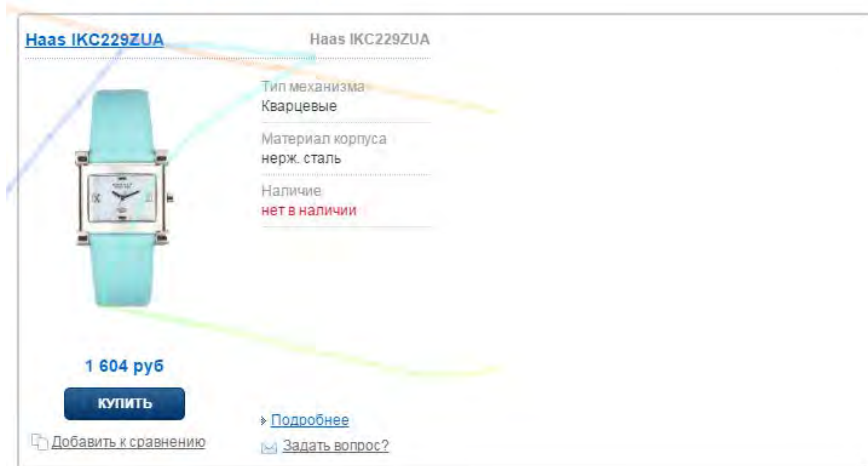 Haas IKC229ZUA
Haas IKC229ZUA
Тип механизма
Кварцевые
Материал корпуса
нерж. сталь
Наличие
нет в наличии
1 604 руб
КУПИТЬ
Добавить к сравнению
Подробнее
Задать вопрос?